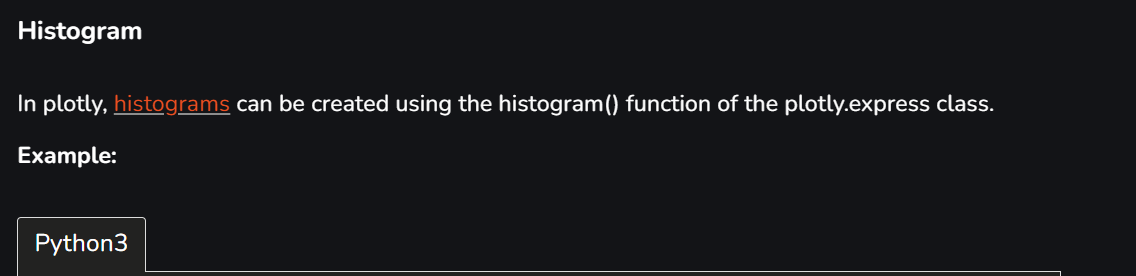 Histogram
In plotly, histograms can be created using the histogram() function of the plotly.express class.
Example:
Python3